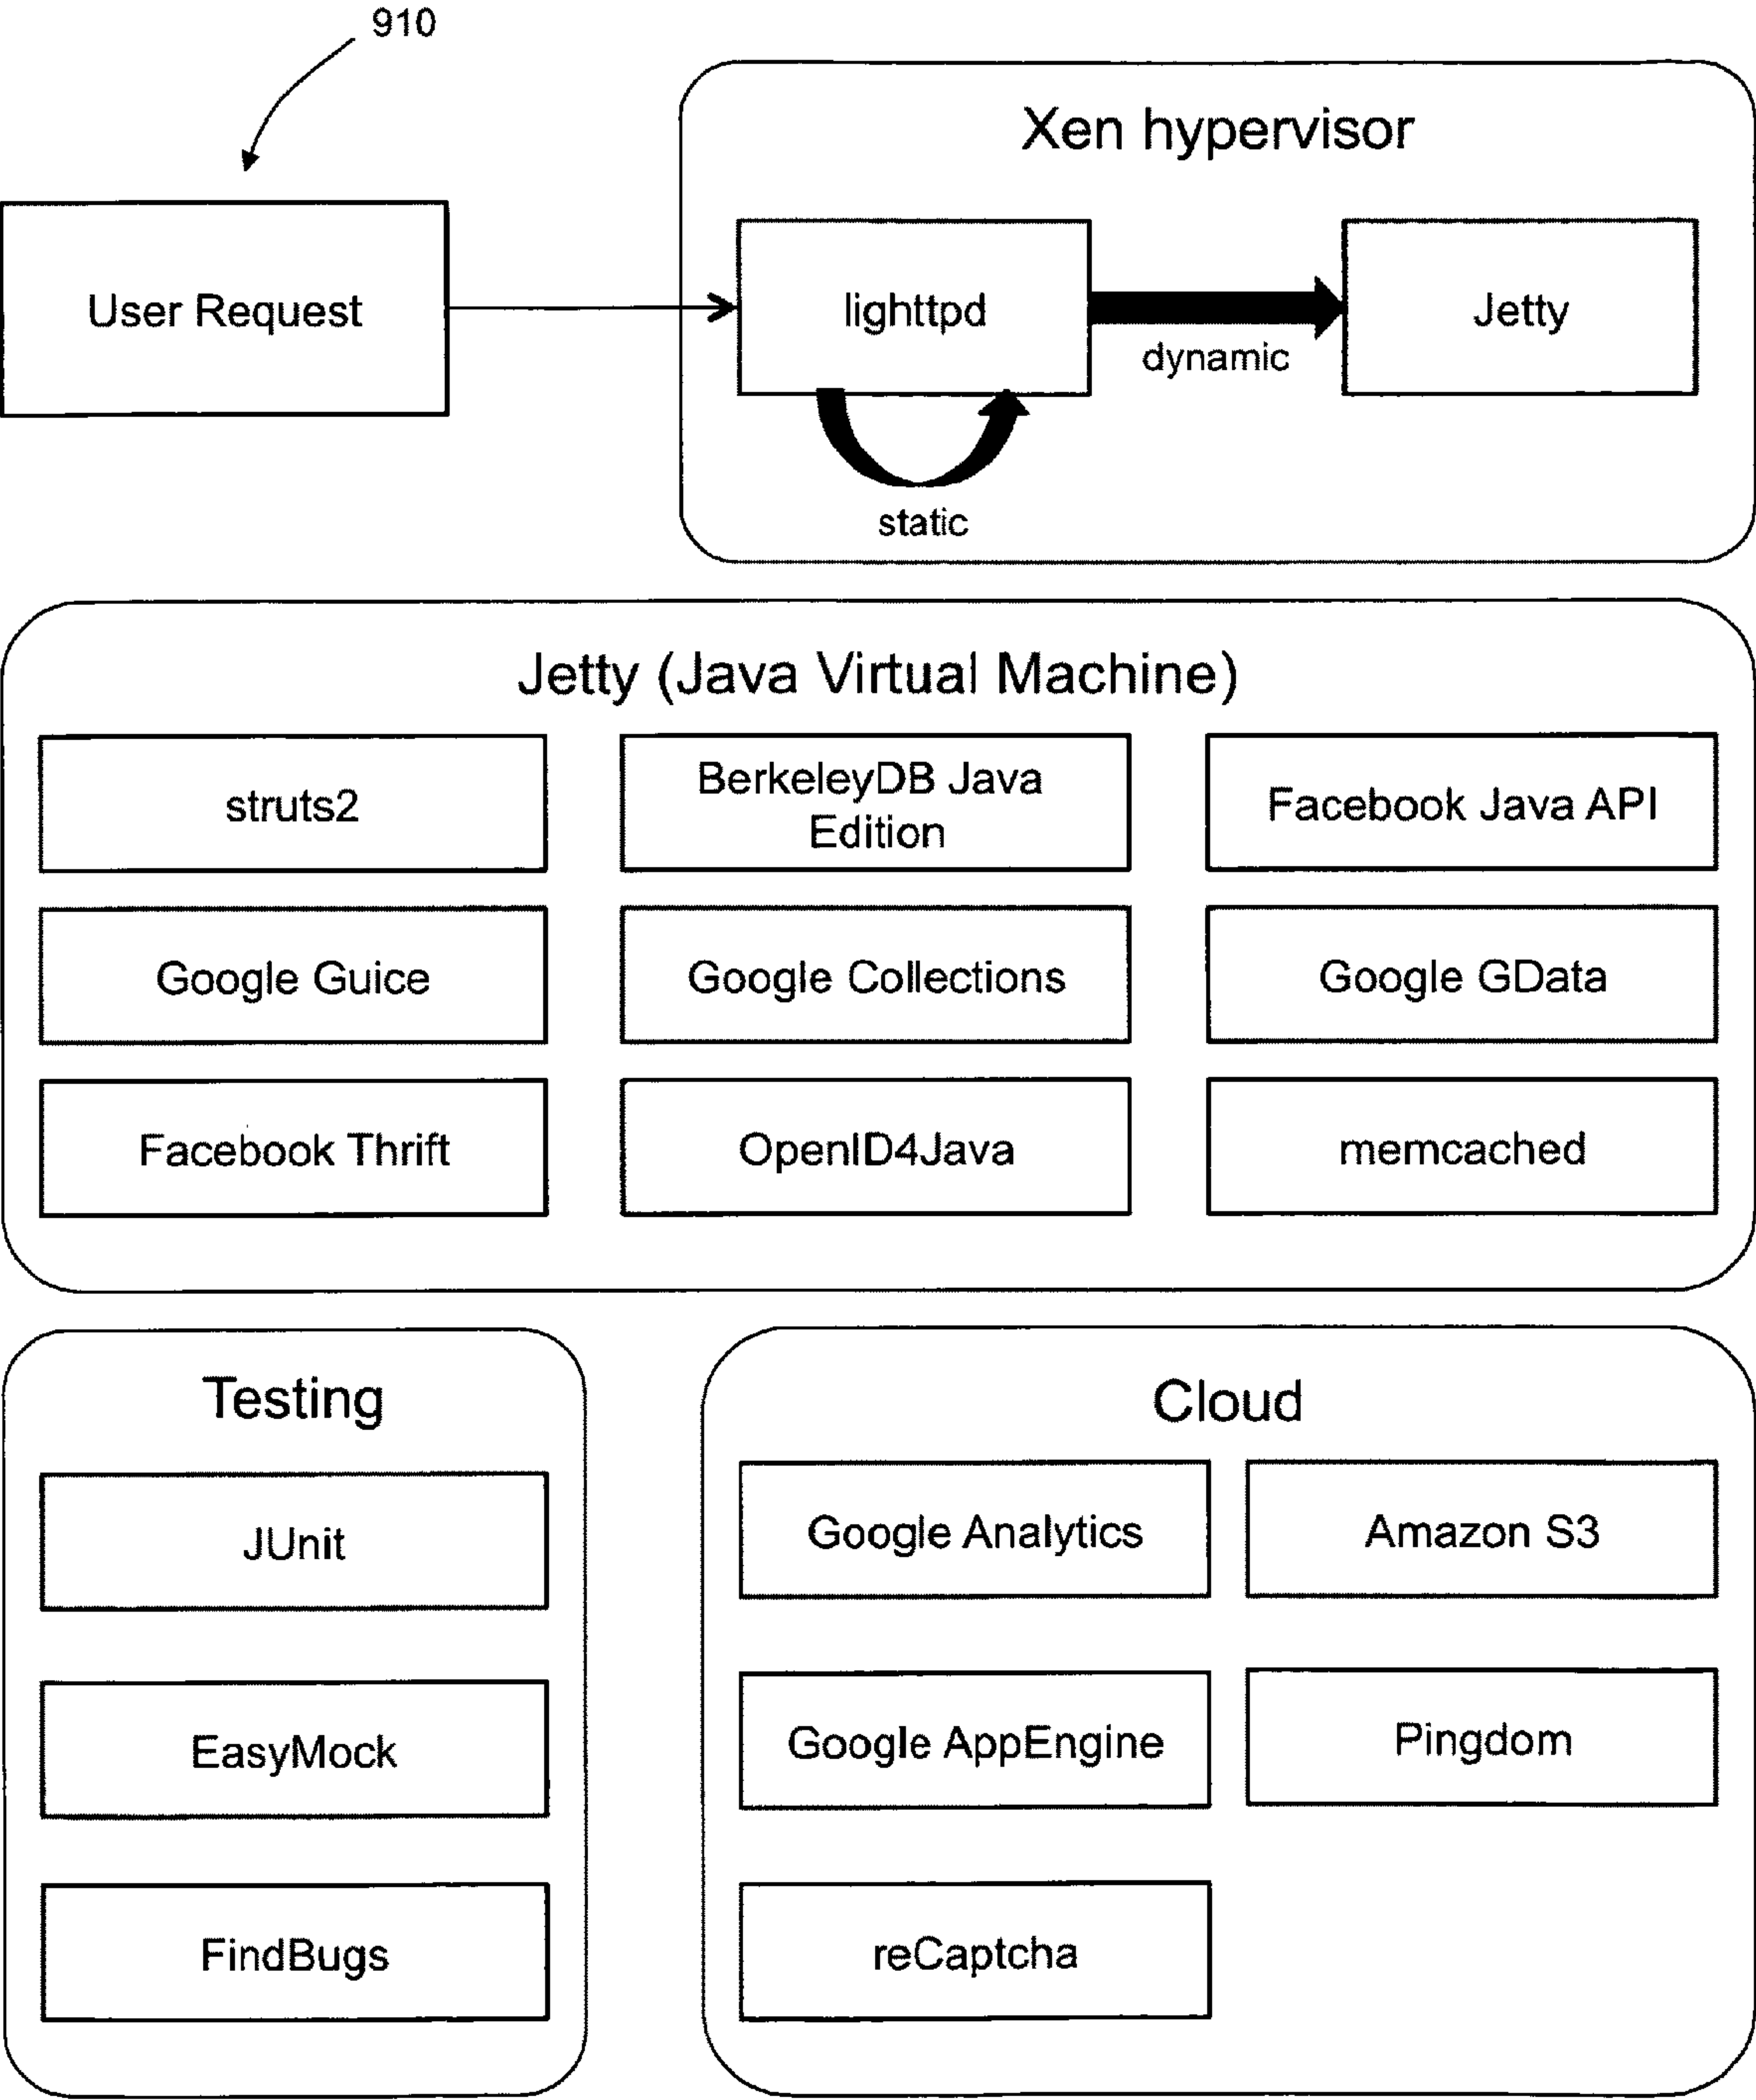 910
Xen hypervisor
User Request
lighttpd
Jetty
dynamic
static
Jetty (Java Virtual Machine)
struts2
BerkeleyDB Java
Edition
Facebook Java API
Google Guice
Google Collections
Google GData
Facebook Thrift
OpenID4Java
memcached
Testing
JUnit
EasyMock
FindBugs
Cloud
Google Analytics
Amazon S3
Google AppEngine
Pingdom
reCaptcha